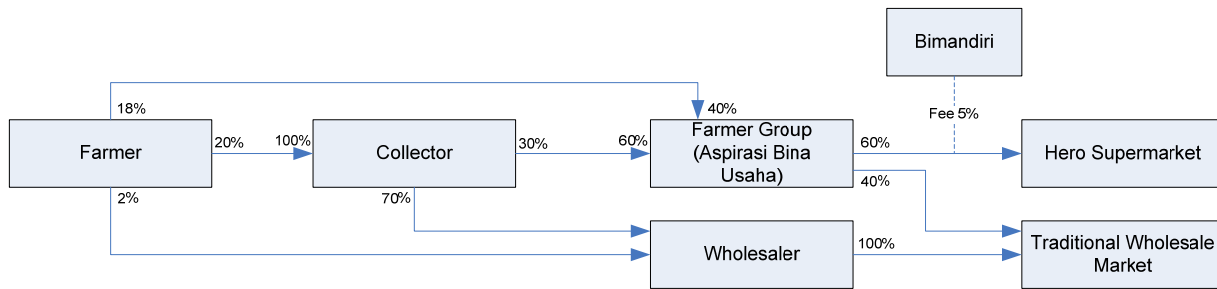 Bimandiri
18%
40%
Fee 5%
Farmer
20%
100%
Collector
30%
60%
Farmer Group
(Aspirasi Bina
Usaha)
60%
Hero Supermarket
2%
70%
40%
Wholesaler
100%
Traditional Wholesale
Market